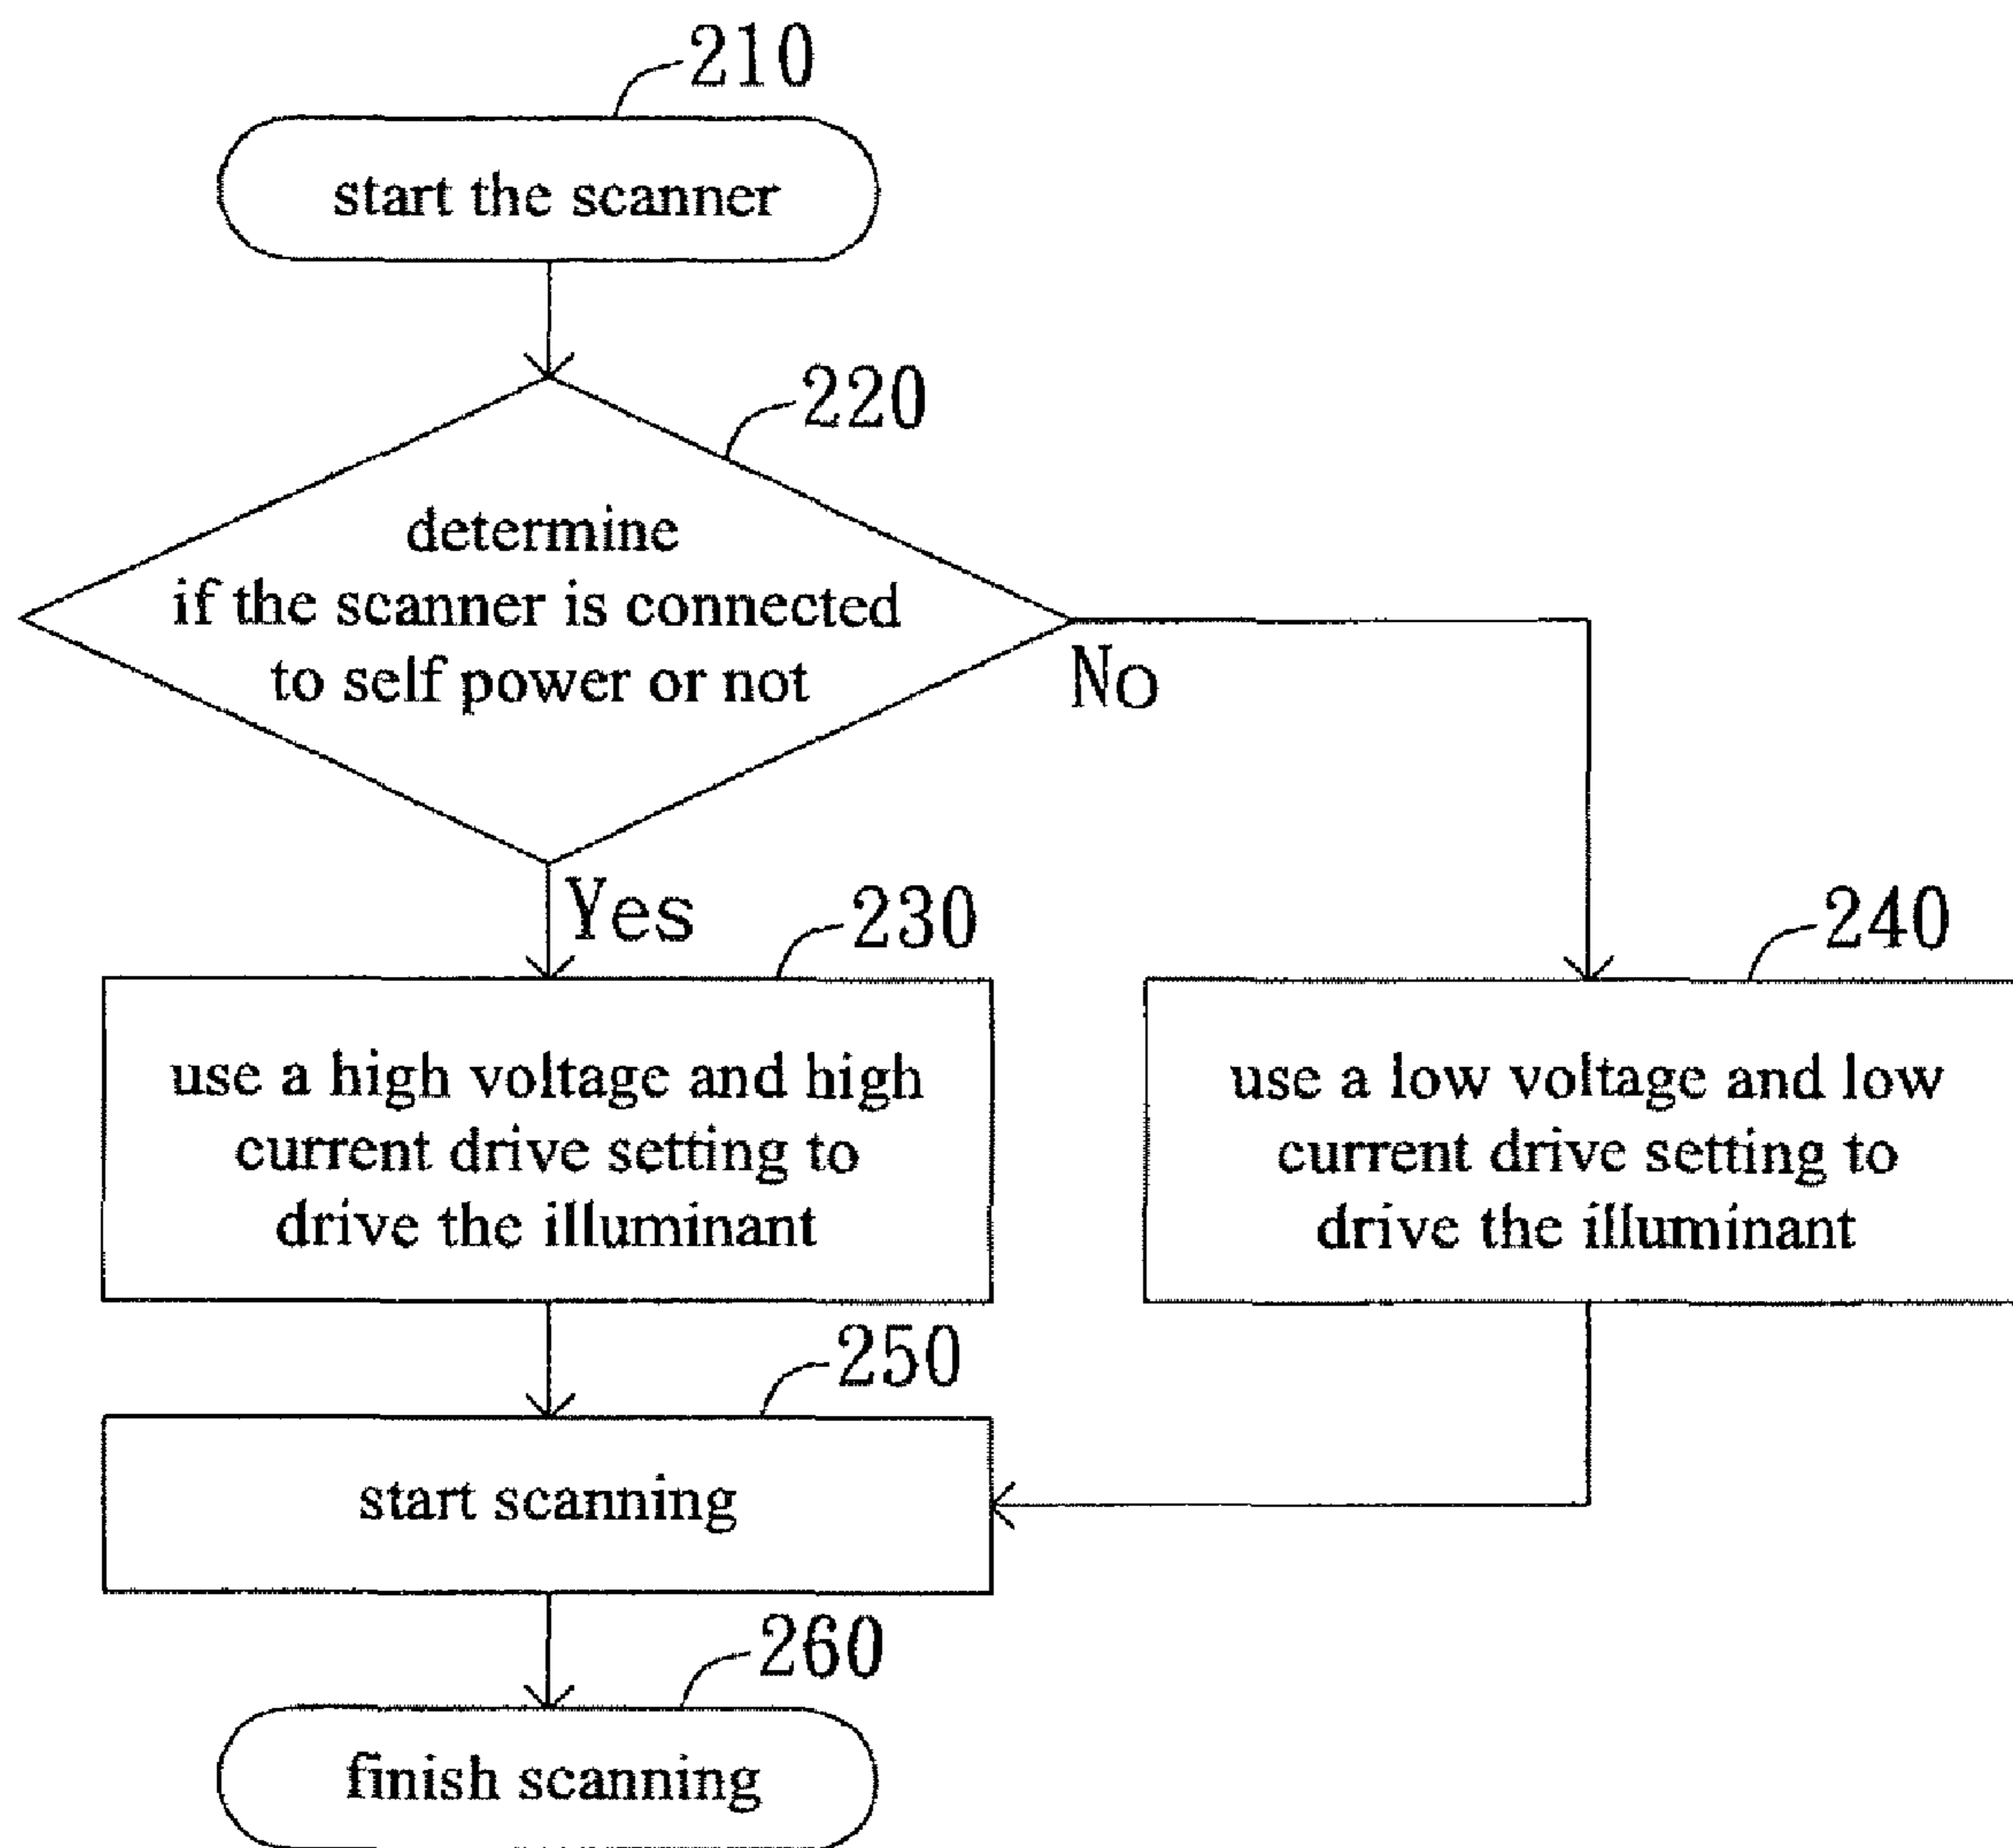 210
start the scanner
220
determine
if the scanner is connected
to self power or not
No
Yes
230
use a high voltage and high
current drive setting to
drive the illuminant
240
use a low voltage and low
current drive setting to
drive the illuminant
250
start scanning
260
finish scanning